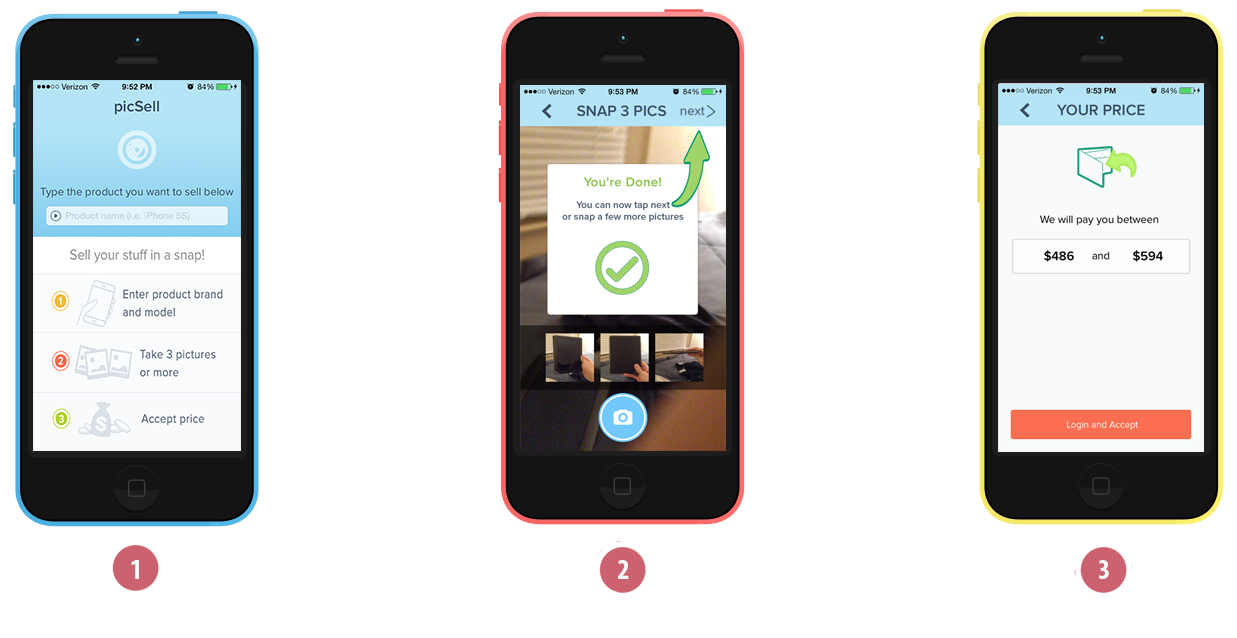 Verizon 9:52 PM 84%
picSell
Type the product you want to sell below
Product name (i.e. iPhone 5S)
Sell your stuff in a snap!
1
Enter product brand
and model
2
Take 3 pictures
or more
3
Accept price
1
Verizon 9:53 PM 84%
SNAP 3 PICS next
You're Done!
You can now tap next
or snap a few more pictures
2
Verizon 9:53 PM 84%
YOUR PRICE
We will pay you between
$486 and $594
Login and Accept
3